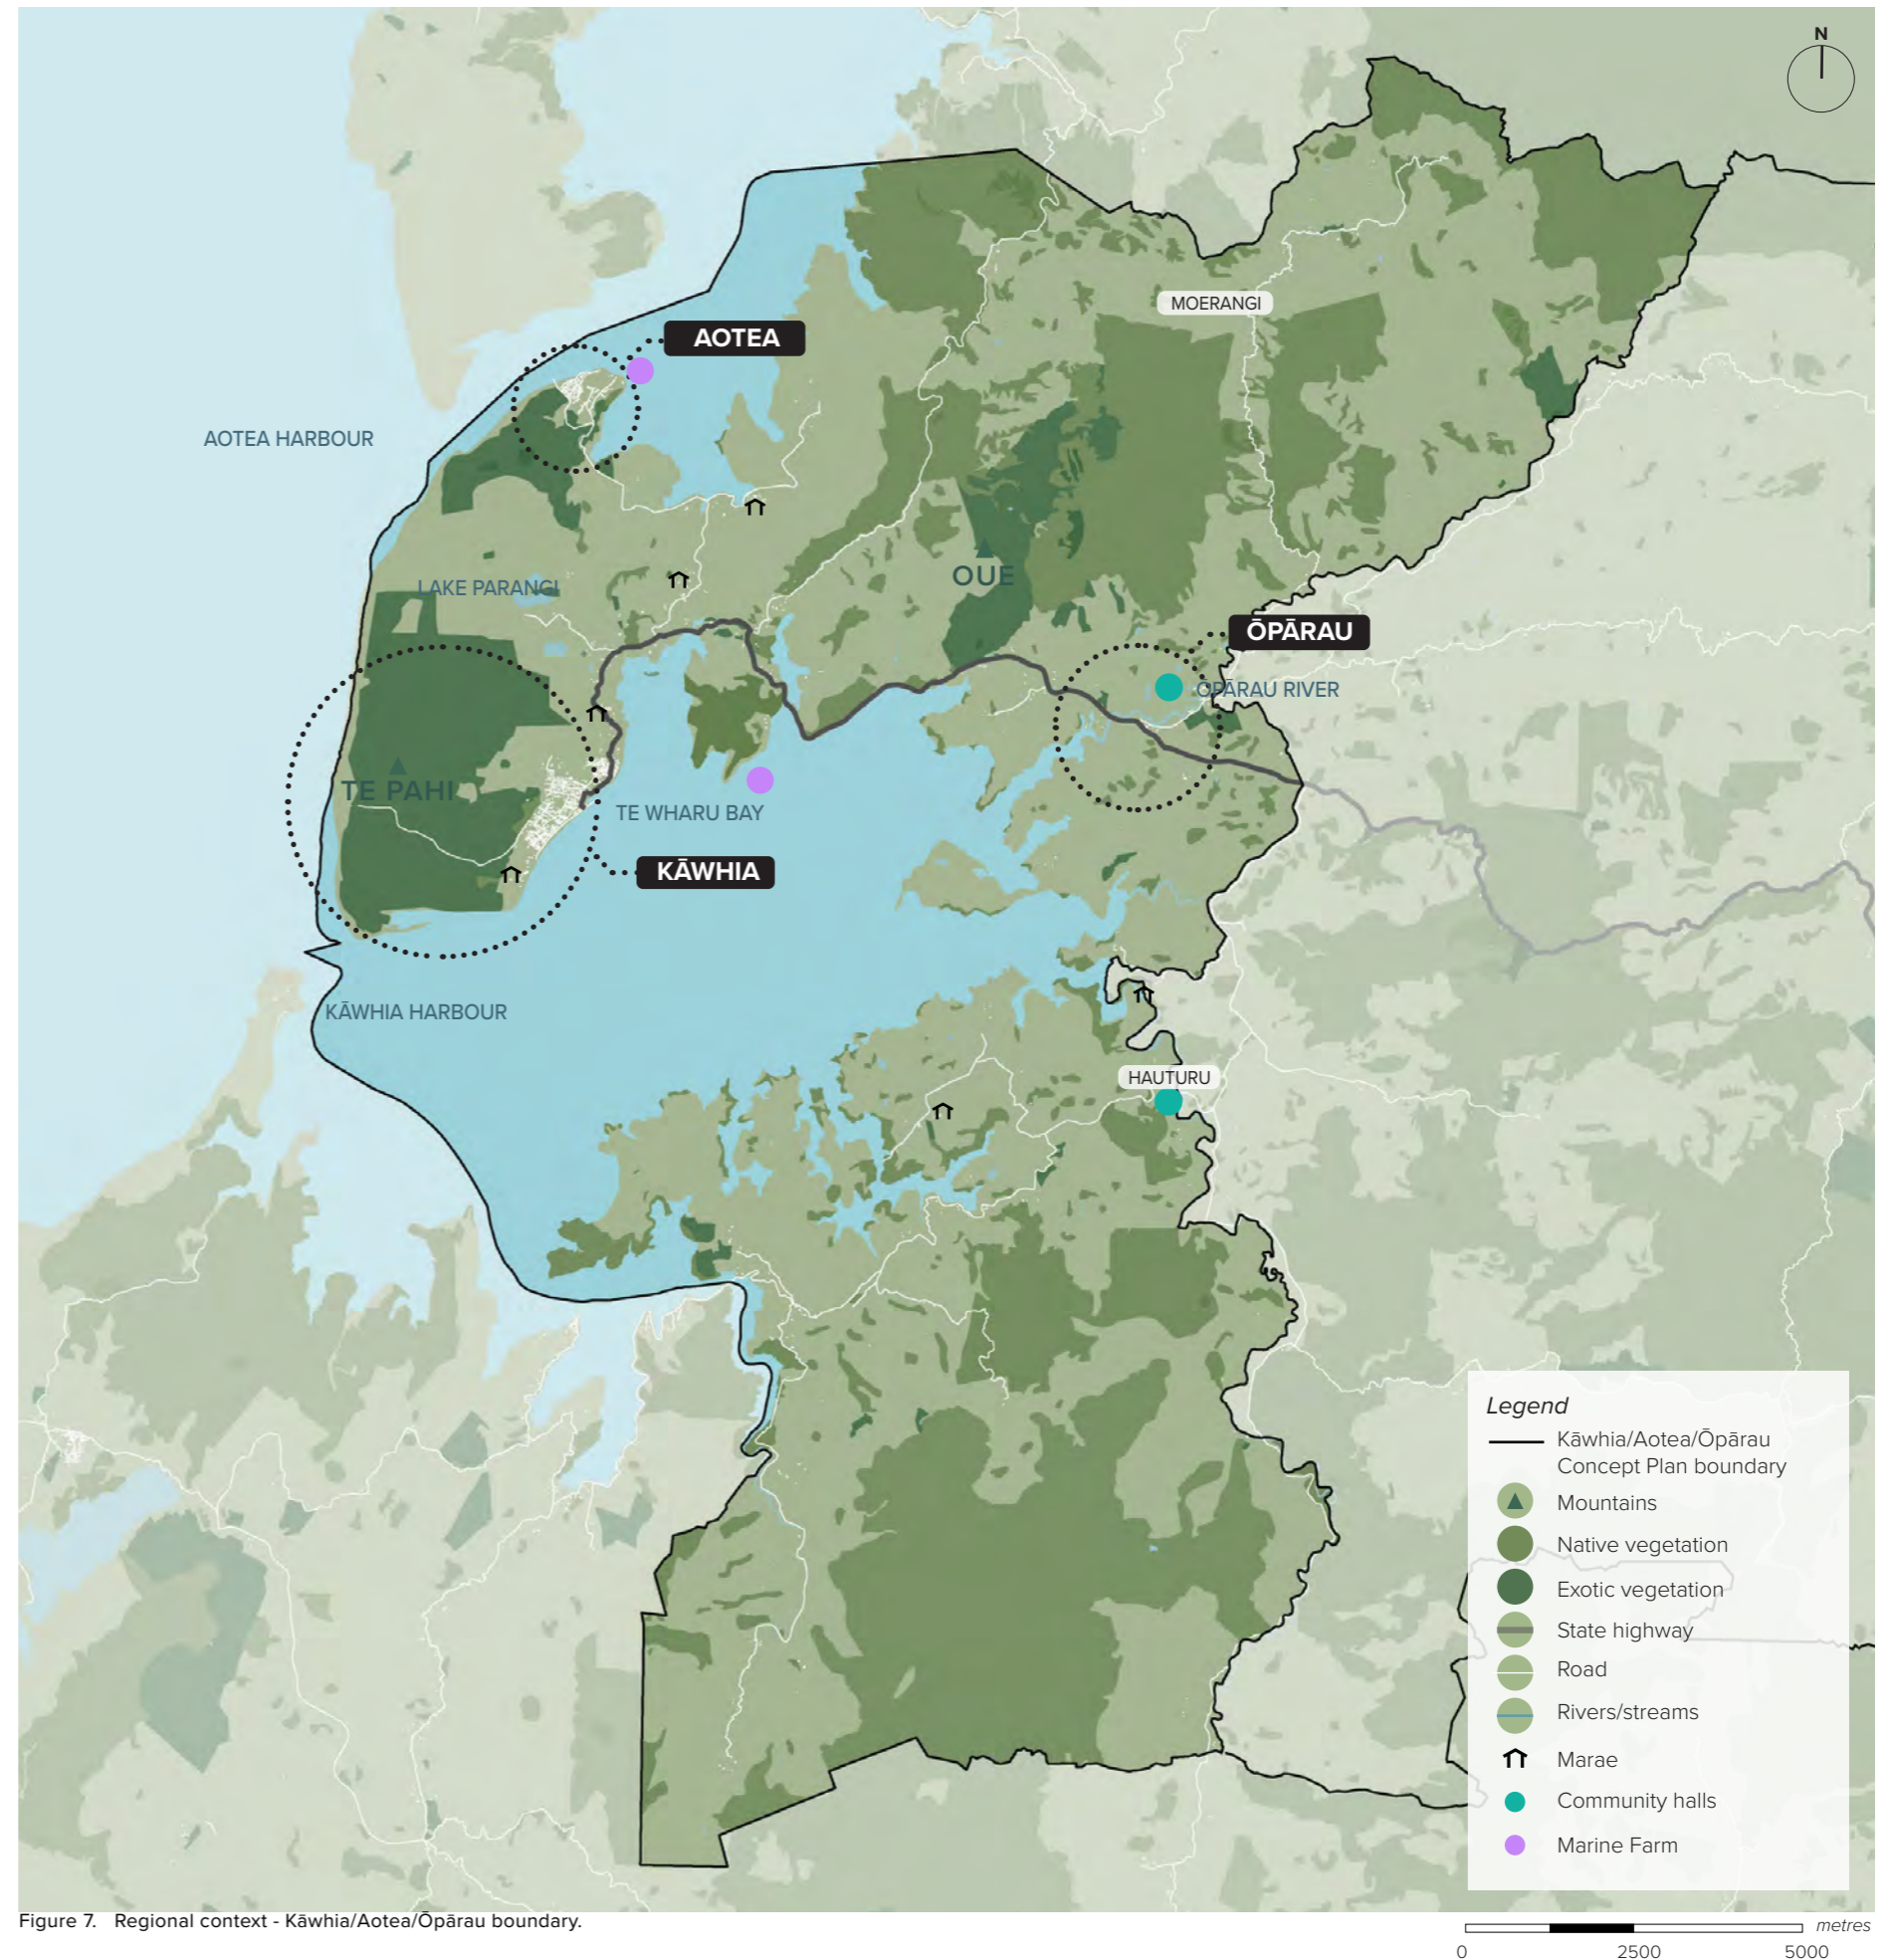 N
MOERANGI
AOTEA
AOTEA HARBOUR
OUE
LAKE PARANGI
ŌPĀRAU
ŌPĀRAU RIVER
TE PAHI
TE WHARU BAY
KĀWHIA
KĀWHIA HARBOUR
HAUTURU
Legend
Kāwhia/Aotea/Ōpārau
Concept Plan boundary
Mountains
Native vegetation
Exotic vegetation
State highway
Road
Rivers/streams
Marae
Community halls
Marine Farm
Figure 7. Regional context - Kāwhia/Aotea/Ōpārau boundary.
metres
0 2500 5000